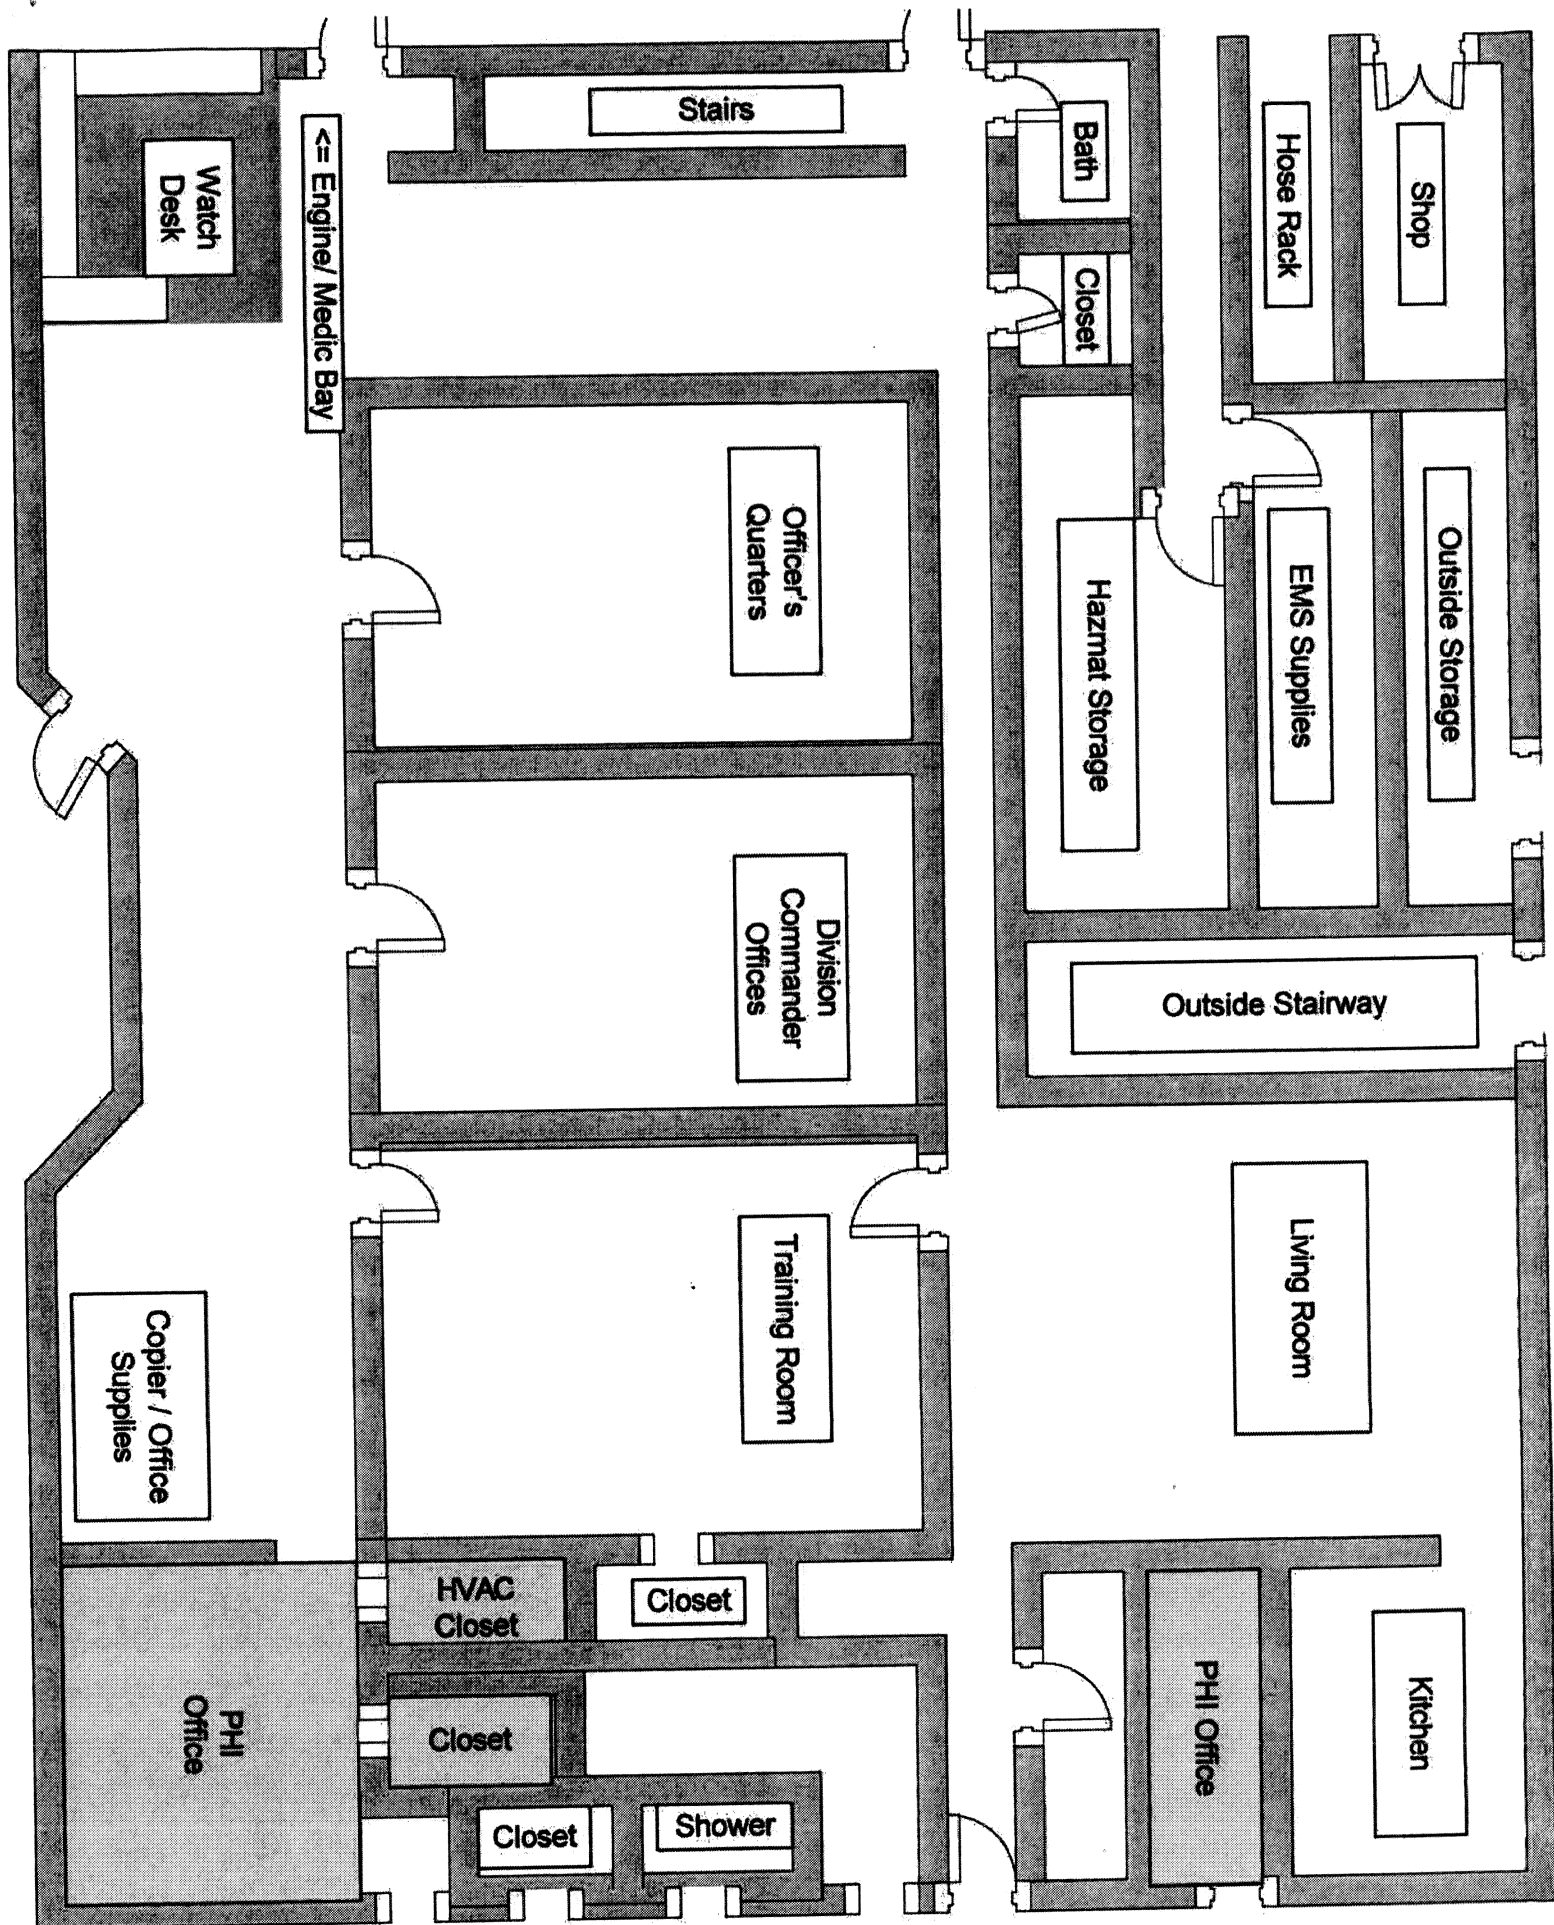 Stairs
Bath
Hose Rack
Shop
Watch
Desk
<= Engine/ Medic Bay
Closet
Officer's
Quarters
Hazmat Storage
EMS Supplies
Outside Storage
Division
Commander
Offices
Outside Stairway
Living Room
Training Room
Copier / Office
Supplies
HVAC
Closet
Closet
PHI
Office
Closet
PHI Office
Kitchen
Closet
Shower